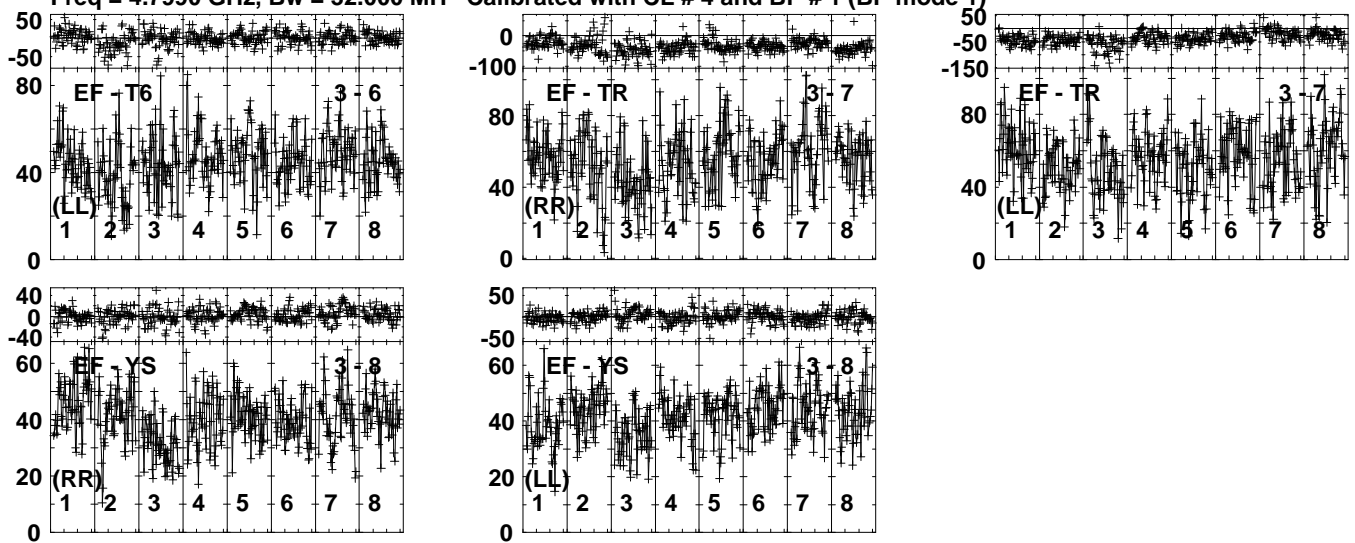 Freq = 4.7990 GHz, Bw = 32.000 MH Calibrated with CL # 4 and BP # 1 (BP mode 1)
50
-50
80
40
0
EF - T6
3 - 6
(LL)
1 2 3 4 5 6 7 8
0
-100
80
40
0
EF - TR
3 - 7
(RR)
1 2 3 4 5 6 7 8
50
-50
-150
80
40
0
EF - TR
3 - 7
(LL)
1 2 3 4 5 6 7 8
40
0
-40
60
40
20
0
EF - YS
3 - 8
(RR)
1 2 3 4 5 6 7 8
50
0
-50
60
40
20
0
EF - YS
3 - 8
(LL)
1 2 3 4 5 6 7 8